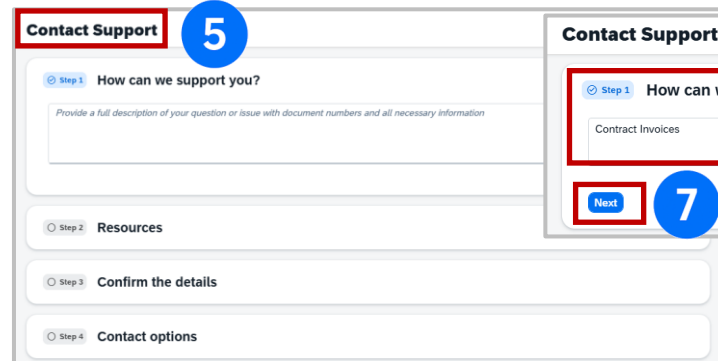 Contact Support
5
Step 1 How can we support you?
Provide a full description of your question or issue with document numbers and all necessary information
Step 2 Resources
Step 3 Confirm the details
Step 4 Contact options
Contact Support
Step 1 How can
Contract Invoices
Next
7